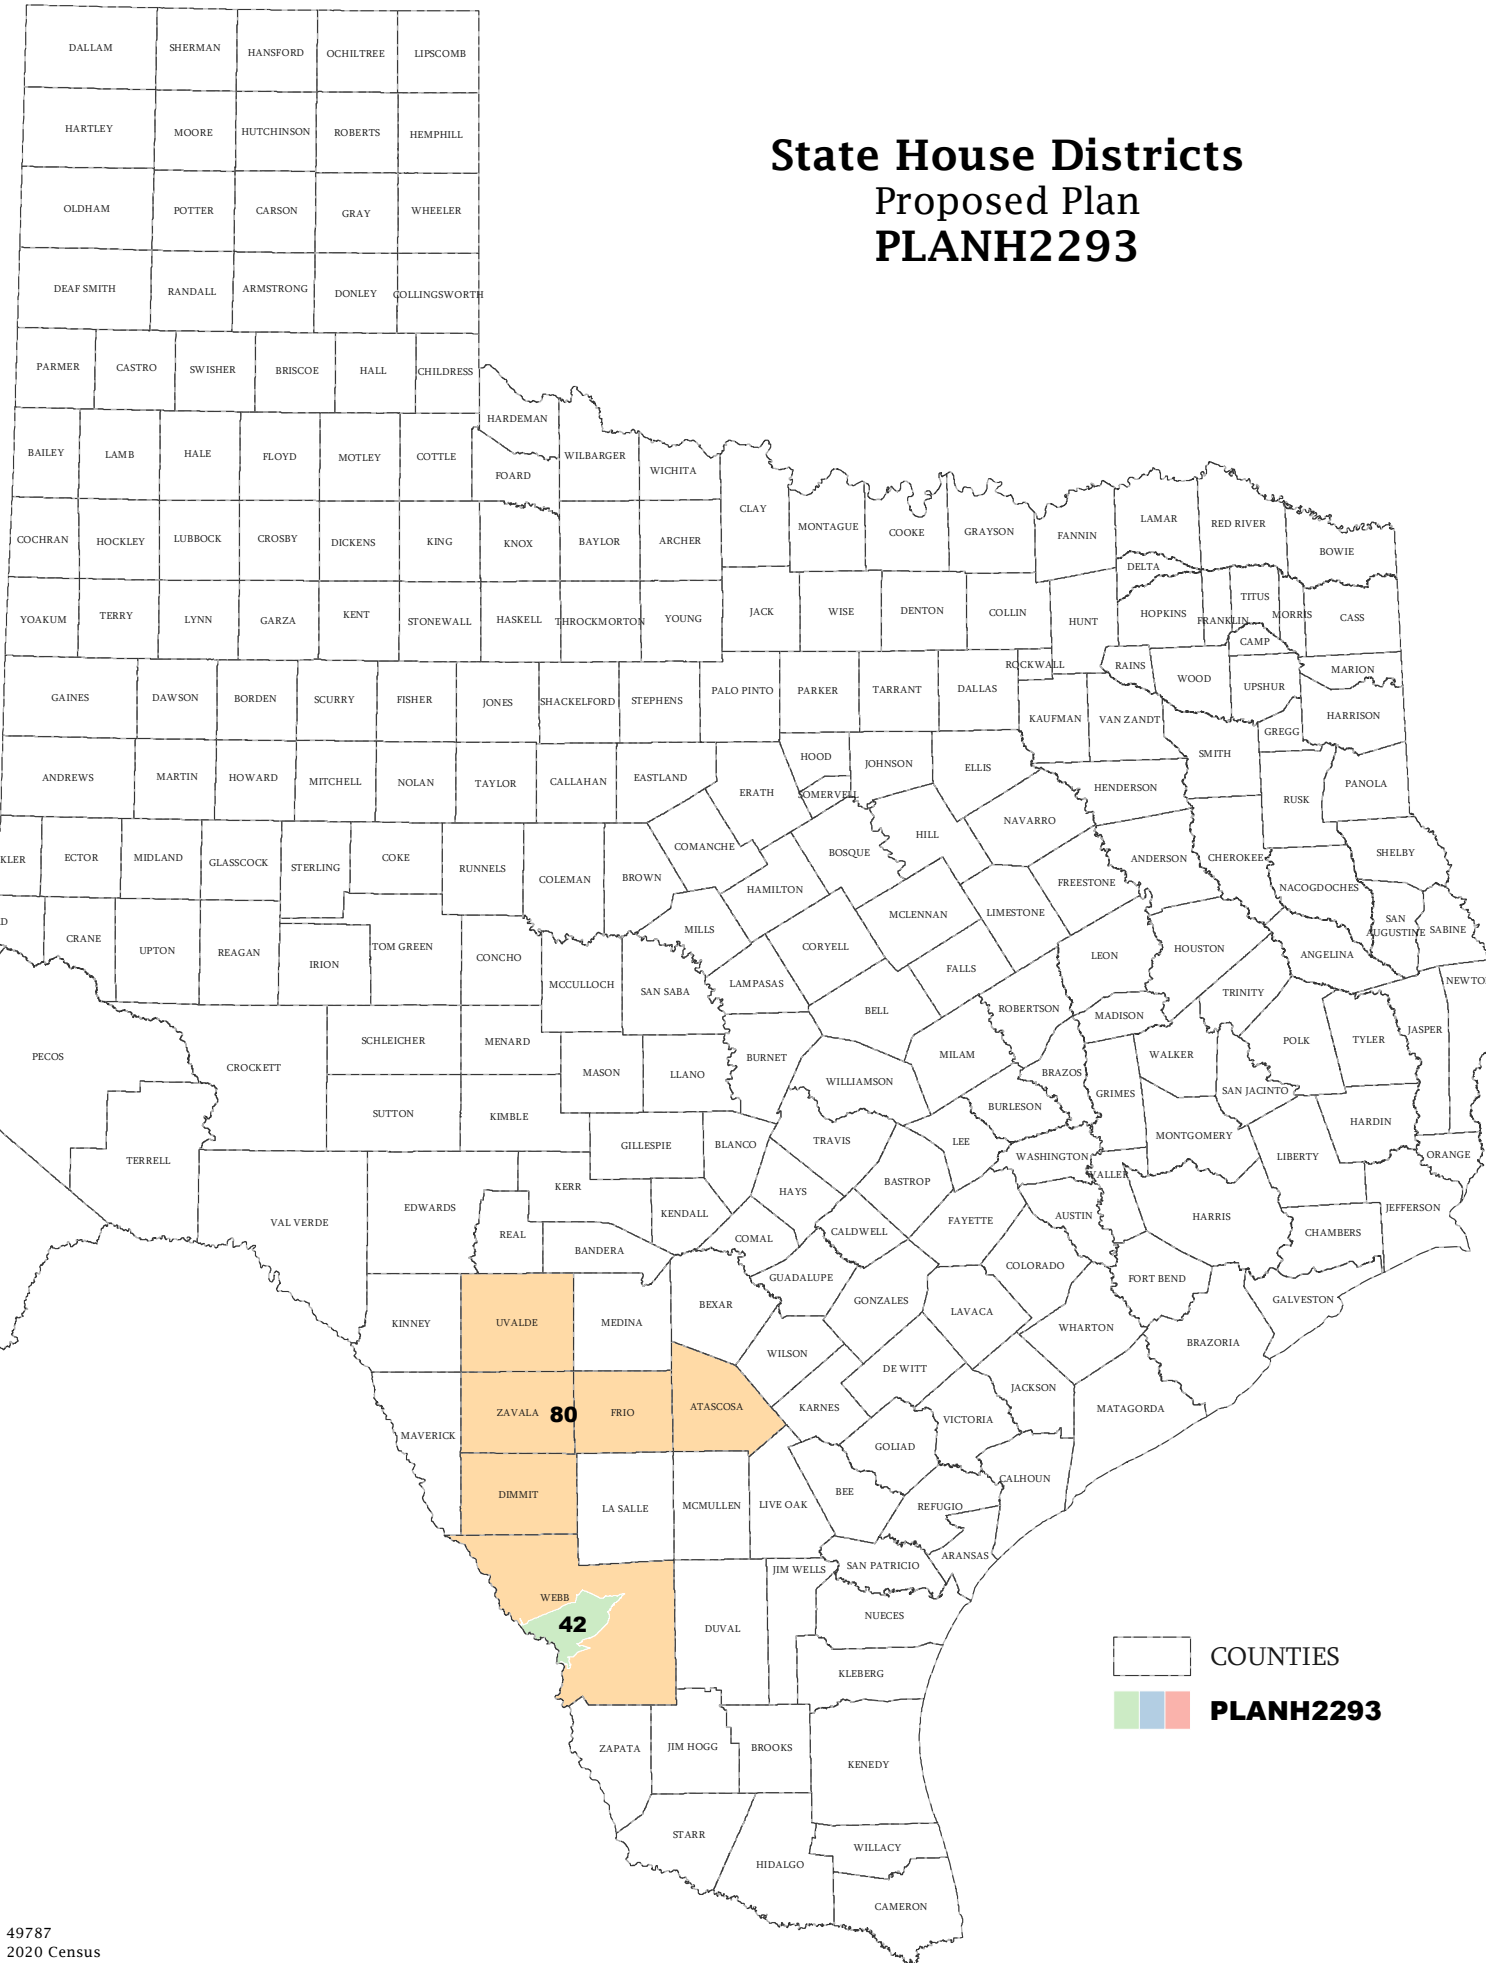 State House Districts
Proposed Plan
PLANH2293
DALLAM
SHERMAN
HANSFORD
OCHILTREE
LIPSCOMB
HARTLEY
MOORE
HUTCHINSON
ROBERTS
HEMPHILL
OLDHAM
POTTER
CARSON
GRAY
WHEELER
DEAF SMITH
RANDALL
ARMSTRONG
DONLEY
COLLINGSWORTH
PARMER
CASTRO
SWISHER
BRISCOE
HALL
CHILDRESS
HARDEMAN
BAILEY
LAMB
HALE
FLOYD
MOTLEY
COTTLE
FOARD
WILBARGER
WICHITA
CLAY
MONTAGUE
COOKE
GRAYSON
FANNIN
LAMAR
RED RIVER
BOWIE
DELTA
COCHRAN
HOCKLEY
LUBBOCK
CROSBY
DICKENS
KING
KNOX
BAYLOR
ARCHER
YOAKUM
TERRY
LYNN
GARZA
KENT
STONEWALL
HASKELL
THROCKMORTON
YOUNG
JACK
WISE
DENTON
COLLIN
HUNT
HOPKINS
FRANKLIN
TITUS
MORRIS
CASS
CAMP
ROCKWALL
RAINS
WOOD
UPSHUR
MARION
GAINES
DAWSON
BORDEN
SCURRY
FISHER
JONES
SHACKELFORD
STEPHENS
PALO PINTO
PARKER
TARRANT
DALLAS
KAUFMAN
VAN ZANDT
GREGG
HARRISON
SMITH
ANDREWS
MARTIN
HOWARD
MITCHELL
NOLAN
TAYLOR
CALLAHAN
EASTLAND
ERATH
HOOD
SOMERVELL
JOHNSON
ELLIS
HENDERSON
RUSK
PANOLA
NAVARRO
HILL
BOSQUE
COMANCHE
KLER
ECTOR
MIDLAND
GLASSCOCK
STERLING
COKE
RUNNELS
COLEMAN
BROWN
HAMILTON
ANDERSON
CHEROKEE
SHELBY
FREESTONE
LIMESTONE
MCLENNAN
NACOGDOCHES
SAN
AUGUSTINE
SABINE
D
CRANE
UPTON
REAGAN
IRION
TOM GREEN
CONCHO
MCCULLOCH
SAN SABA
MILLS
LAMPASAS
CORYELL
FALLS
LEON
HOUSTON
ANGELINA
NEWTO
TRINITY
BELL
ROBERTSON
MADISON
POLK
TYLER
JASPER
PECOS
CROCKETT
SCHLEICHER
MENARD
MASON
LLANO
BURNET
WILLIAMSON
MILAM
BRAZOS
WALKER
GRIMES
SAN JACINTO
SUTTON
KIMBLE
BURLESON
HARDIN
TERRELL
GILLESPIE
BLANCO
TRAVIS
LEE
WASHINGTON
MONTGOMERY
LIBERTY
ORANGE
WALLER
VAL VERDE
EDWARDS
KERR
REAL
KENDALL
HAYS
BASTROP
FAYETTE
AUSTIN
HARRIS
JEFFERSON
CHAMBERS
BANDERA
COMAL
CALDWELL
GUADALUPE
GONZALES
COLORADO
FORT BEND
GALVESTON
KINNEY
UVALDE
MEDINA
BEXAR
LAVACA
WHARTON
BRAZORIA
WILSON
DE WITT
JACKSON
MATAGORDA
MAVERICK
ZAVALA
80
FRIO
ATASCOSA
KARNES
VICTORIA
GOLIAD
CALHOUN
DIMMIT
LA SALLE
MCMULLEN
LIVE OAK
BEE
REFUGIO
ARANSAS
WEBB
42
DUVAL
JIM WELLS
SAN PATRICIO
NUECES
KLEBERG
ZAPATA
JIM HOGG
BROOKS
KENEDY
STARR
HIDALGO
WILLACY
CAMERON
COUNTIES
PLANH2293
49787
2020 Census